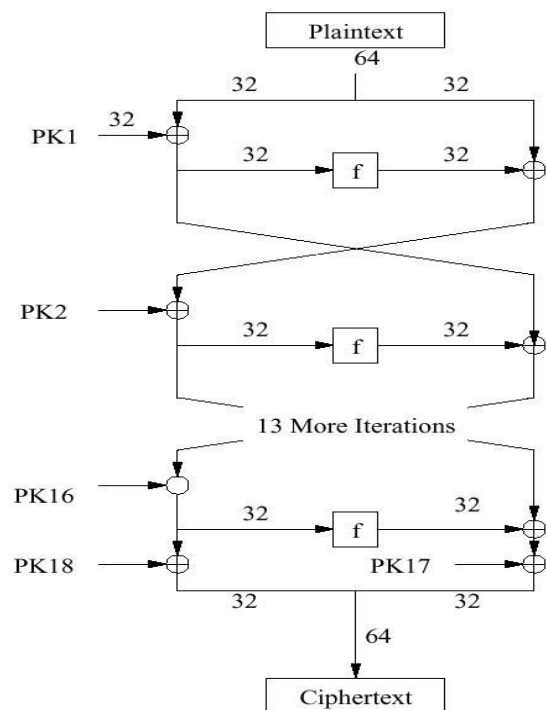 Plaintext
64
32 32
32
PK1
32 f 32
PK2
32 f 32
13 More Iterations
PK16
32 f 32
PK18 PK17
32 32
64
Ciphertext